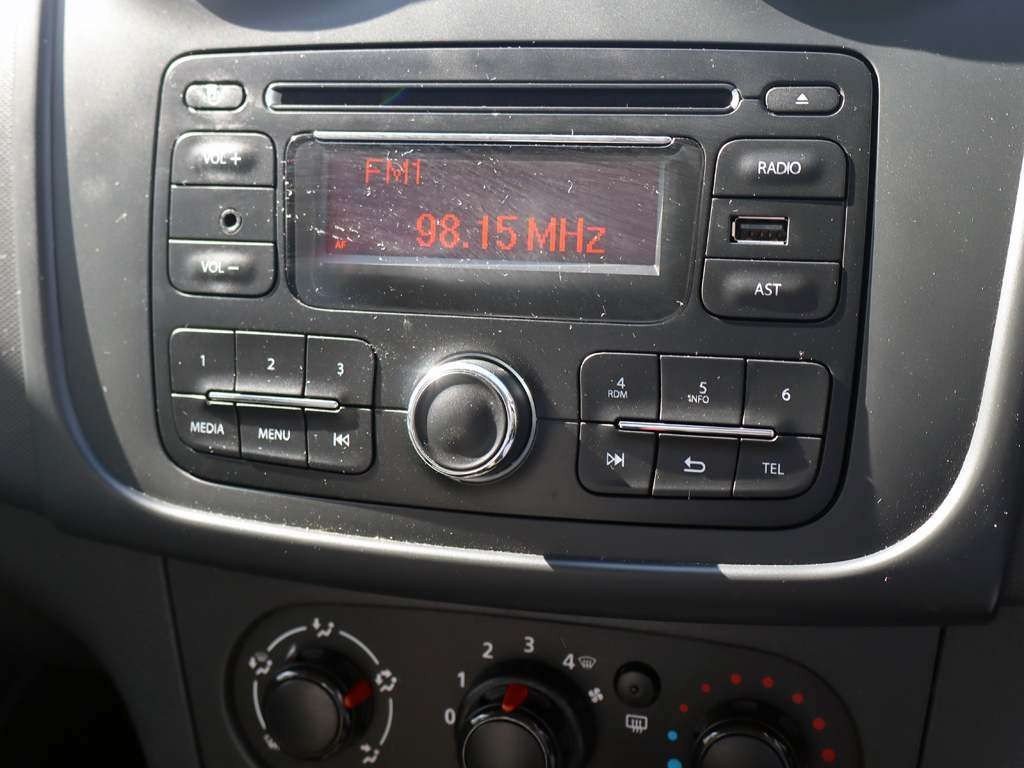 VOL +
FM1
RADIO
98.15 MHz
AF
VOL -
AST
1
2
3
MEDIA
MENU
4
RDM
5
INFO
6
TEL
0
1
2
3
4